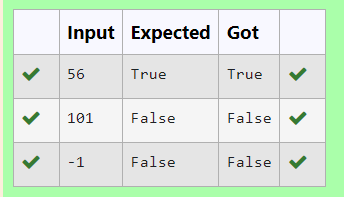 Input Expected Got
56 True True
101 False False
-1 False False